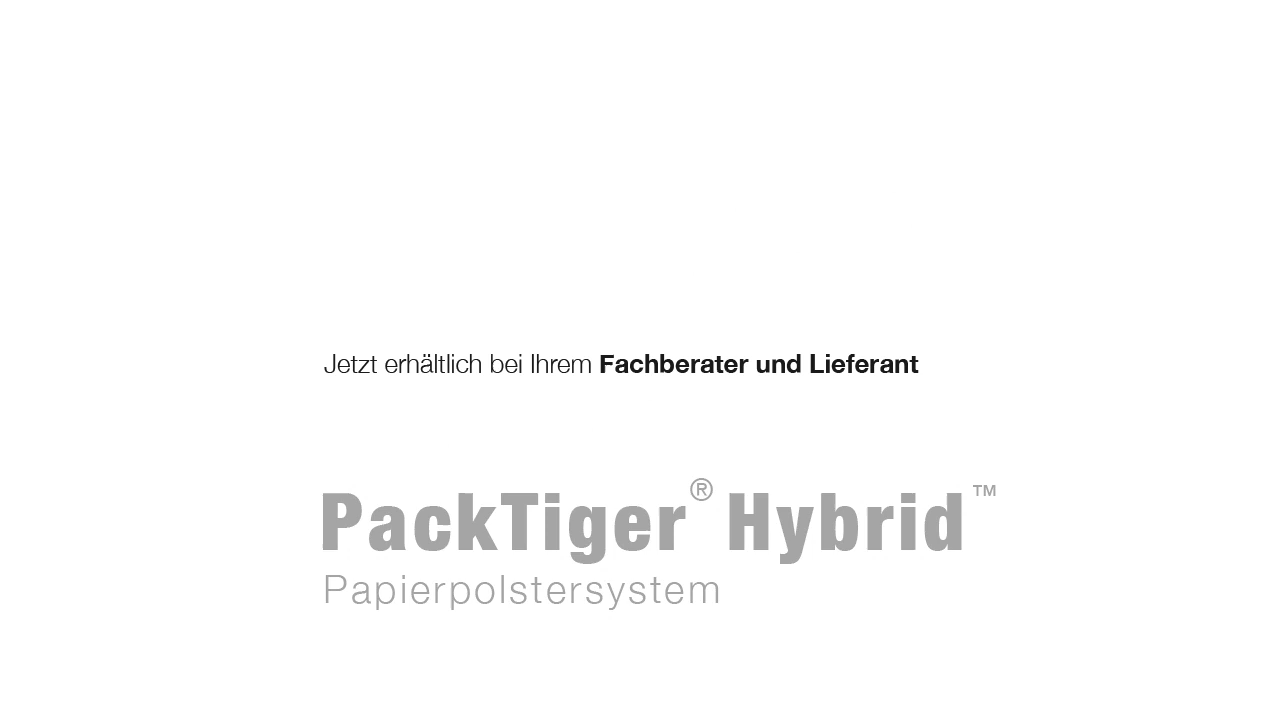 Jetzt erhältlich bei Ihrem Fachberater und Lieferant
PackTiger® Hybrid™
Papierpolstersystem